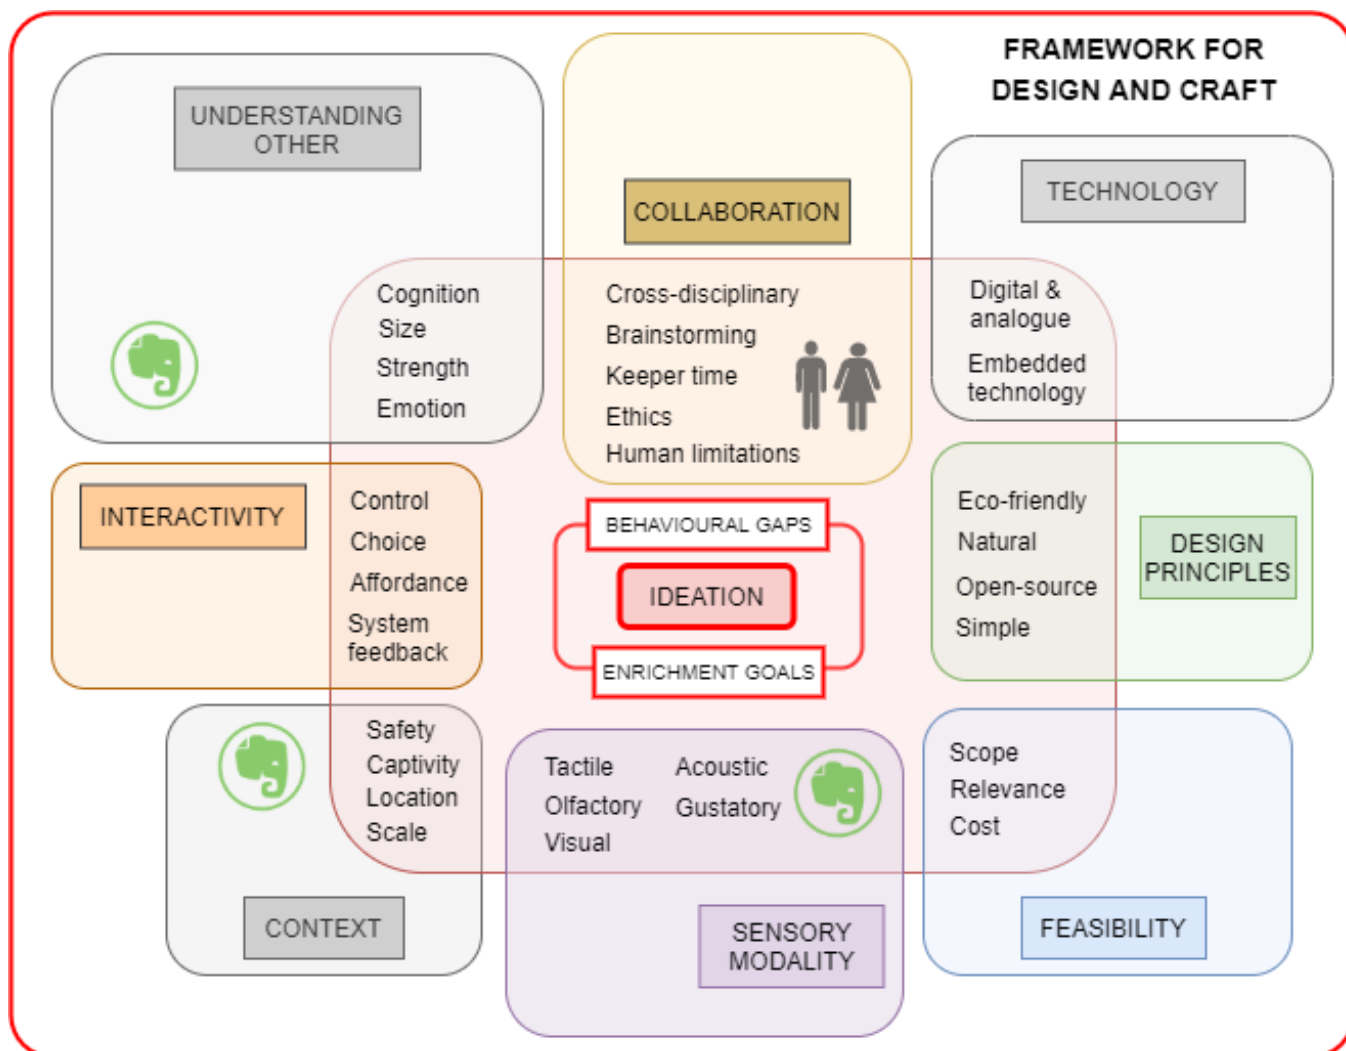 FRAMEWORK FOR
DESIGN AND CRAFT
UNDERSTANDING
OTHER
Cognition
Size
Strength
Emotion
COLLABORATION
Cross-disciplinary
Brainstorming
Keeper time
Ethics
Human limitations
TECHNOLOGY
Digital &
analogue
Embedded
technology
INTERACTIVITY
Control
Choice
Affordance
System
feedback
BEHAVIOURAL GAPS
IDEATION
ENRICHMENT GOALS
Eco-friendly
Natural
Open-source
Simple
DESIGN
PRINCIPLES
Safety
Captivity
Location
Scale
CONTEXT
Tactile
Olfactory
Visual
Acoustic
Gustatory
SENSORY
MODALITY
Scope
Relevance
Cost
FEASIBILITY